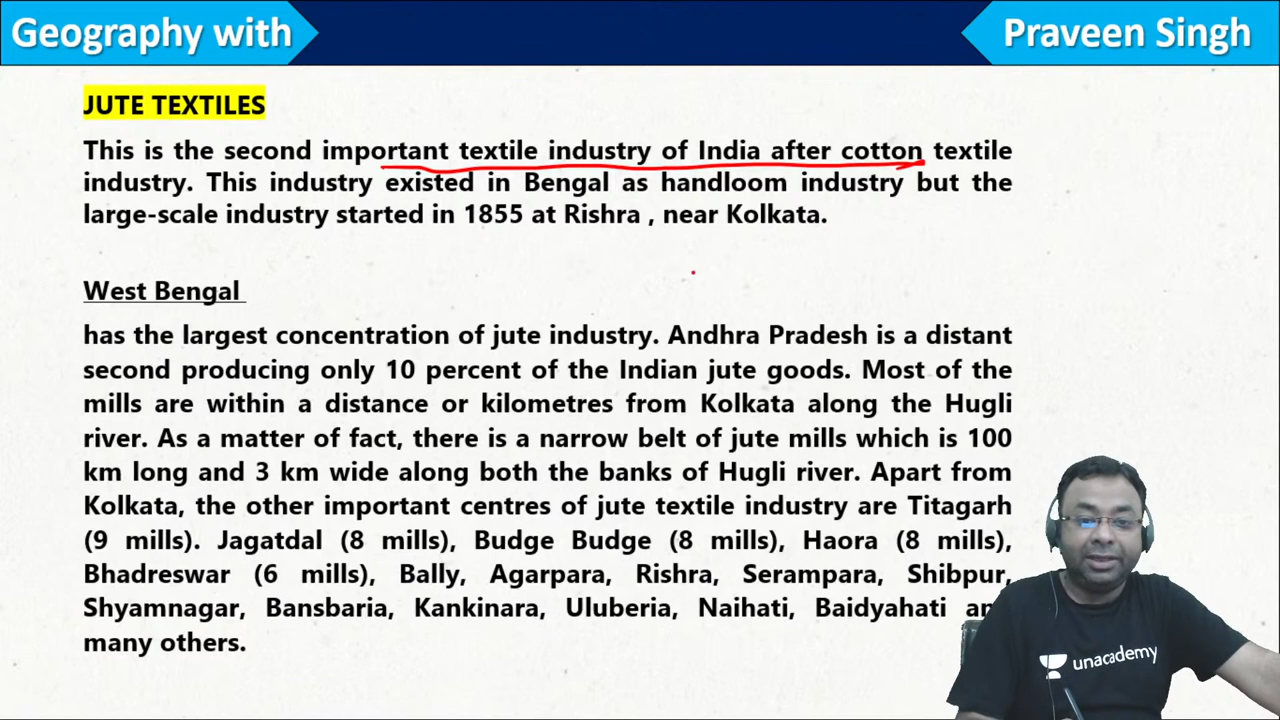 Geography with
Praveen Singh
JUTE TEXTILES
This is the second important textile industry of India after cotton textile
industry. This industry existed in Bengal as handloom industry but the
large-scale industry started in 1855 at Rishra , near Kolkata.
West Bengal
has the largest concentration of jute industry. Andhra Pradesh is a distant
second producing only 10 percent of the Indian jute goods. Most of the
mills are within a distance or kilometres from Kolkata along the Hugli
river. As a matter of fact, there is a narrow belt of jute mills which is 100
km long and 3 km wide along both the banks of Hugli river. Apart from
Kolkata, the other important centres of jute textile industry are Titagarh
(9 mills). Jagatdal (8 mills), Budge Budge (8 mills), Haora (8 mills),
Bhadreswar (6 mills), Bally, Agarpara, Rishra, Serampara, Shibpur,
Shyamnagar, Bansbaria, Kankinara, Uluberia, Naihati, Baidyahati
many others.
unacademy